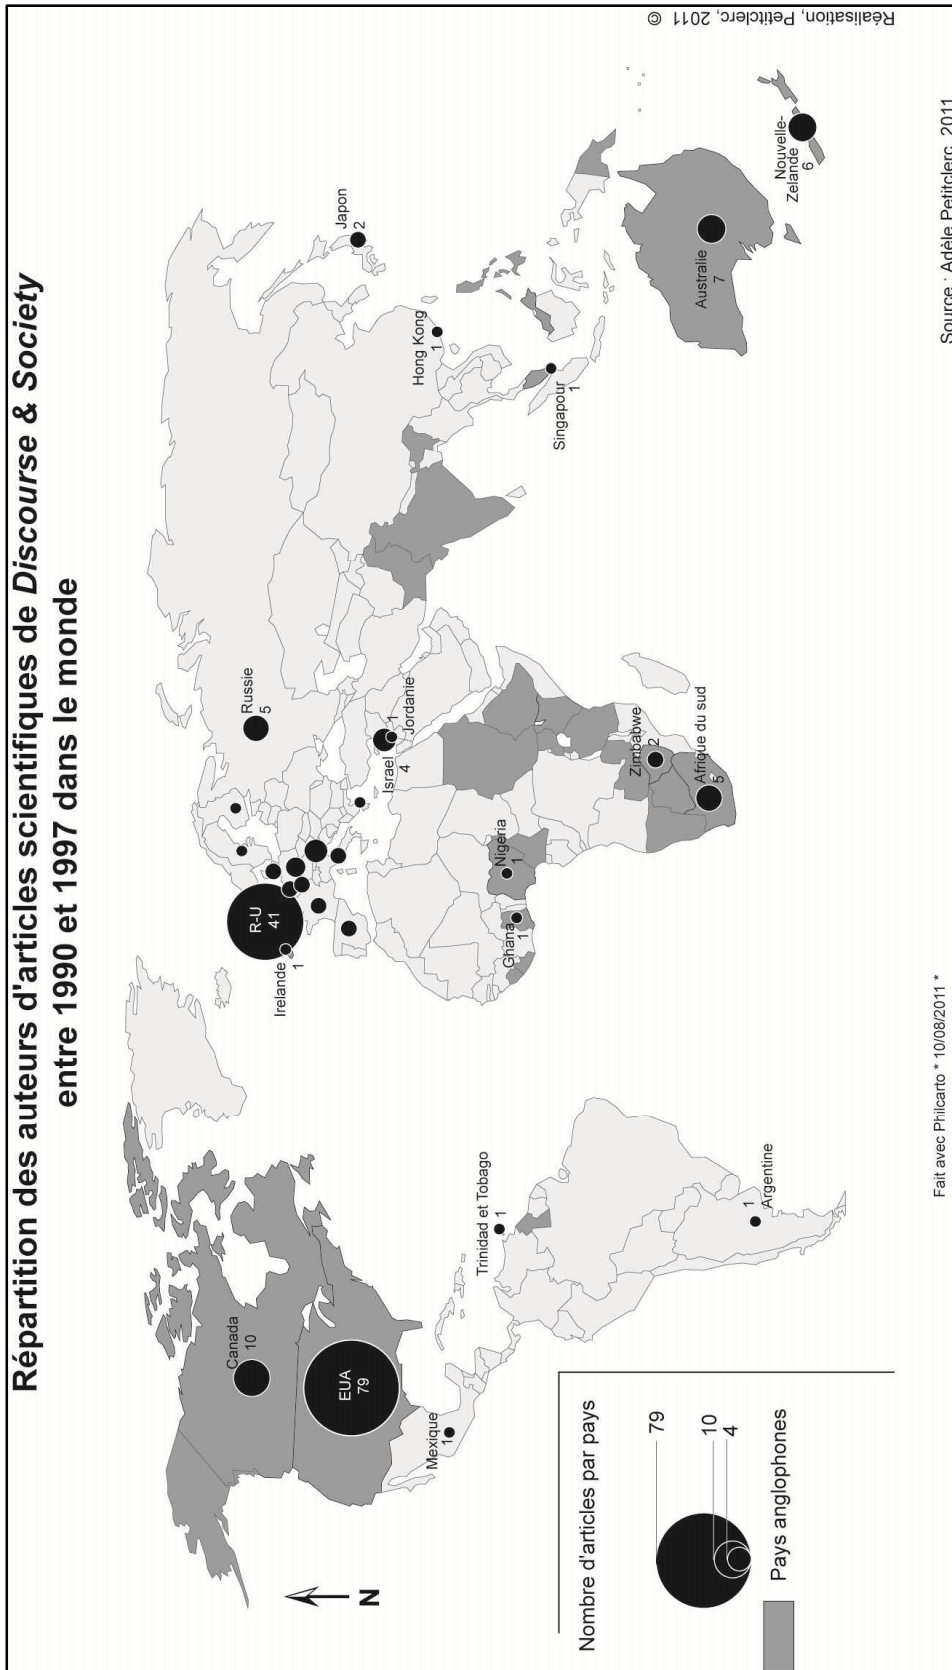 Répartition des auteurs d'articles scientifiques de Discourse & Society
entre 1990 et 1997 dans le monde
Canada
10
EUA
79
Mexique
1
Trinidad et Tobago
1
1
Argentine
Irelande
1
R-U
41
Russie
5
Israel
4
1
Jordanie
Ghana
1
Nigéria
1
Zimbabwe
2
Afrique du sud
5
Japon
2
Hong Kong
1
Singapour
1
Australie
7
Nouvelle-
Zelande
6
N
Nombre d'articles par pays
79
10
4
Pays anglophones
Fait avec Philcarto * 10/08/2011 *
Source : Adèle Petitclerc, 2011
Réalisation, Petitclerc, 2011 ©